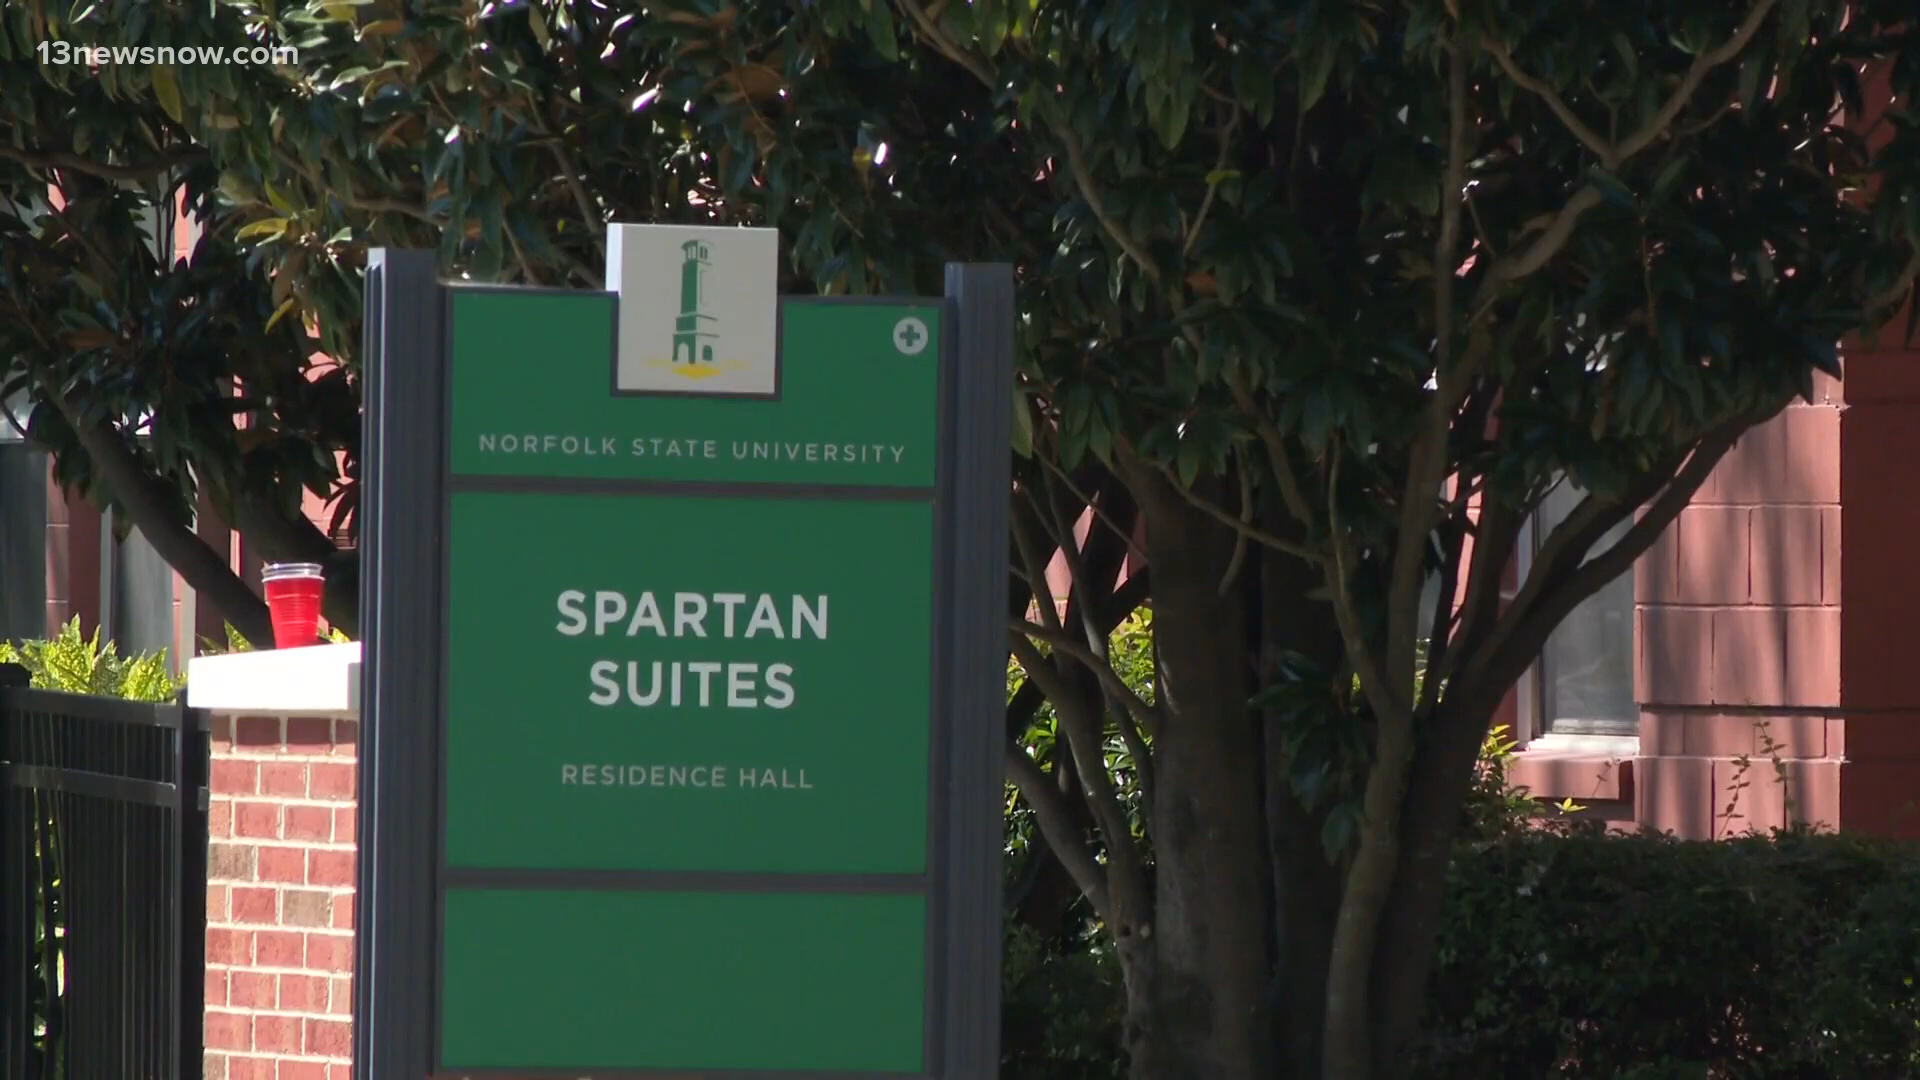 13newsnow.com
NORFOLK STATE UNIVERSITY
SPARTAN
SUITES
RESIDENCE HALL